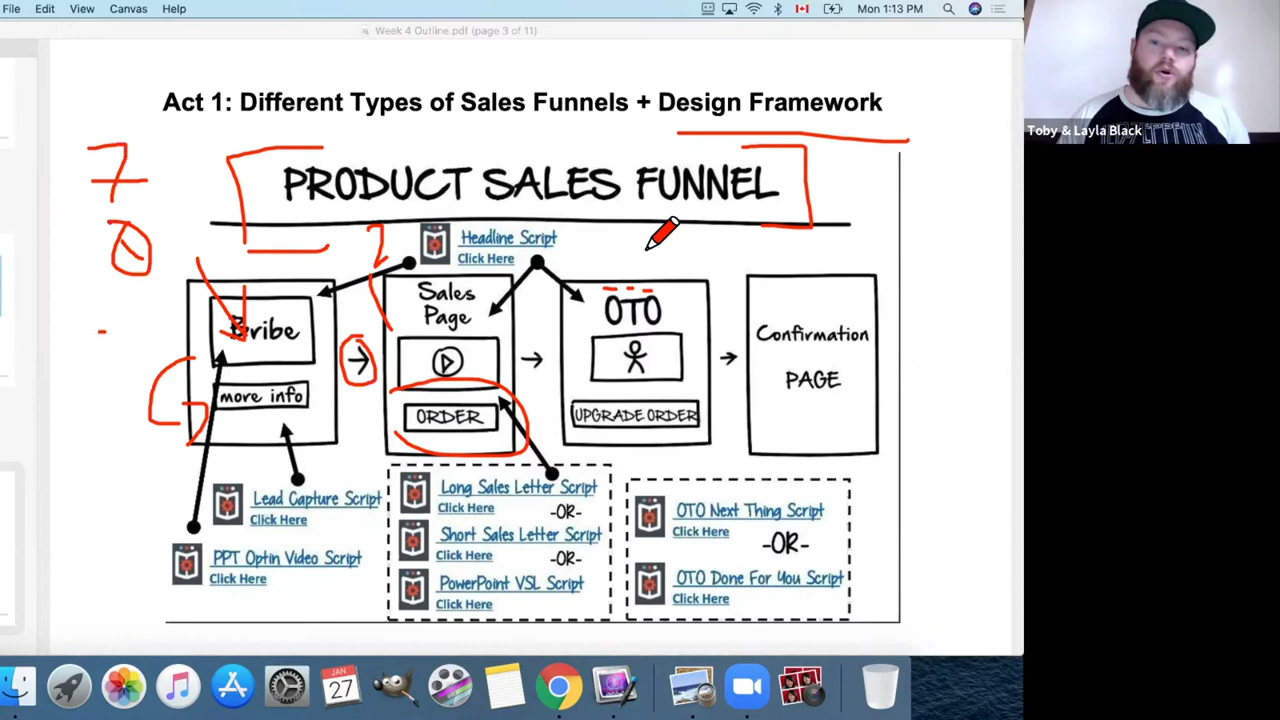 File Edit View Canvas Help
Mon 1:13 PM
Week 4 Outline.pdf (page 3 of 11)
Toby & Layla Black
Act 1: Different Types of Sales Funnels + Design Framework
7
PRODUCT SALES FUNNEL
Headline Script
Click Here
2
Bribe
more info
Sales
Page
ORDER
OTO
UPGRADE ORDER
Confirmation
PAGE
Lead Capture Script
Click Here
PPT Optin Video Script
Click Here
Long Sales Letter Script
Click Here
-OR-
Short Sales Letter Script
Click Here
-OR-
PowerPoint VSL Script
Click Here
OTO Next Thing Script
Click Here
-OR-
OTO Done For You Script
Click Here
JAN
27